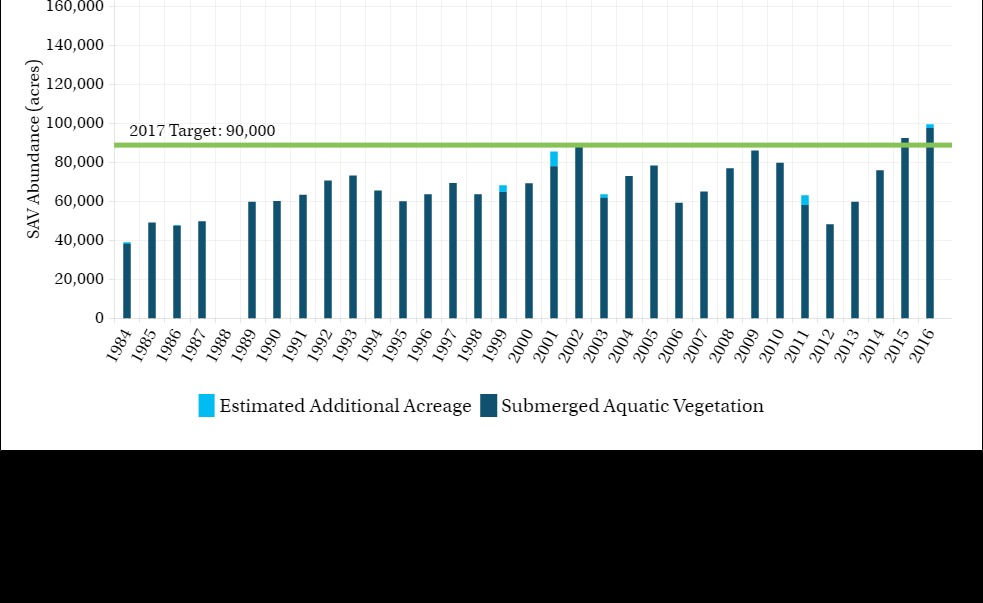 160,000
140,000
120,000
100,000
80,000
60,000
40,000
20,000
0
SAV Abundance (acres)
2017 Target: 90,000
1984 1985 1986 1987 1988 1989 1990 1991 1992 1993 1994 1995 1996 1997 1998 1999 2000 2001 2002 2003 2004 2005 2006 2007 2008 2009 2010 2011 2012 2013 2014 2015 2016
Estimated Additional Acreage Submerged Aquatic Vegetation